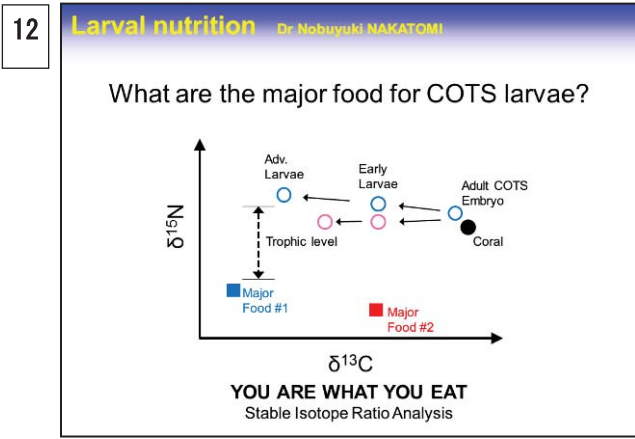 12
Larval nutrition Dr Nobuyuki NAKATOMI
What are the major food for COTS larvae?
Adv.
Larvae
Early
Larvae
Adult COTS
Embryo
Coral
Trophic level
δ15N
Major
Food #1
Major
Food #2
δ13C
YOU ARE WHAT YOU EAT
Stable Isotope Ratio Analysis